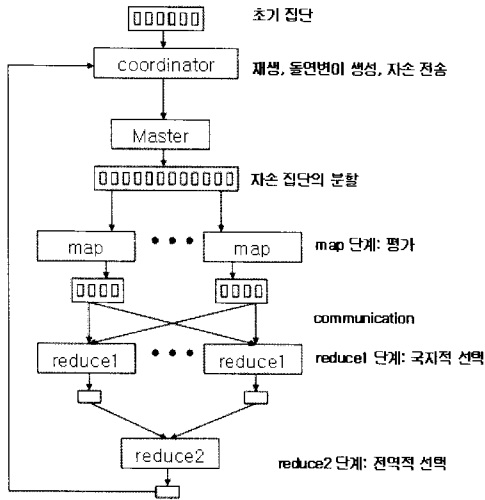 초기 집단
coordinator
재생, 돌연변이 생성, 자손 전송
Master
자손 집단의 분할
map
map
map 단계: 평가
communication
reduce1
reduce1
reduce1 단계: 국지적 선택
reduce2
reduce2 단계: 전역적 선택